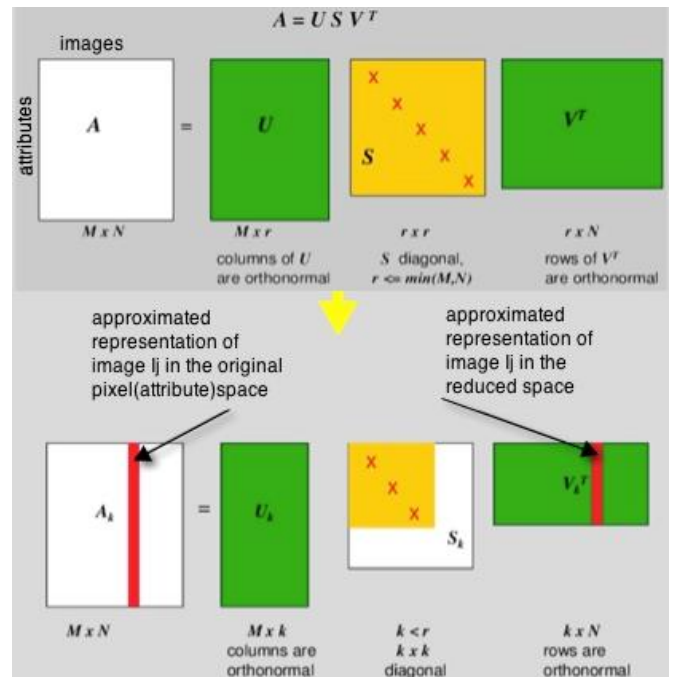 A = U S V^T
images
attributes
A
=
U
S
X
X
X
X
X
V^T
M x N
M x r
r x r
r x N
columns of U
are orthonormal
S diagonal,
r <= min(M,N)
rows of V^T
are orthonormal
approximated
representation of
image Ij in the original
pixel(attribute)space
approximated
representation of
image Ij in the
reduced space
A_k
=
U_k
X
X
X
S_k
V_k^T
M x N
M x k
columns are
orthonormal
k < r
k x k
diagonal
k x N
rows are
orthonormal